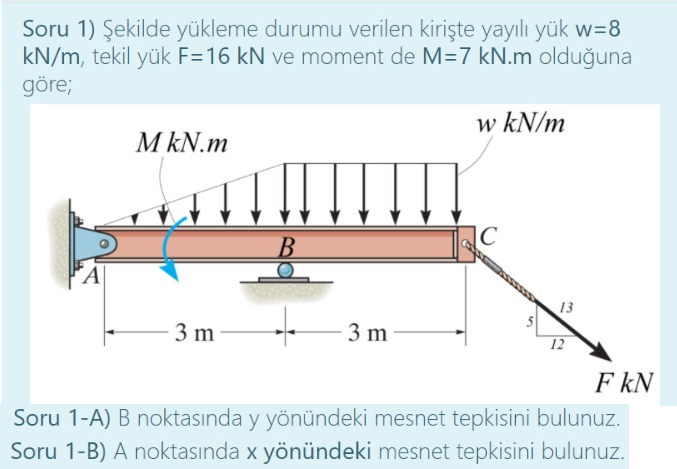 Soru 1) Şekilde yükleme durumu verilen kirişte yayılı yük w=8
kN/m, tekil yük F=16 kN ve moment de M=7 kN.m olduğuna
göre;
w kN/m
M kN.m
B
C
A
3 m
3 m
13
5
12
F kN
Soru 1-A) B noktasında y yönündeki mesnet tepkisini bulunuz.
Soru 1-B) A noktasında x yönündeki mesnet tepkisini bulunuz.